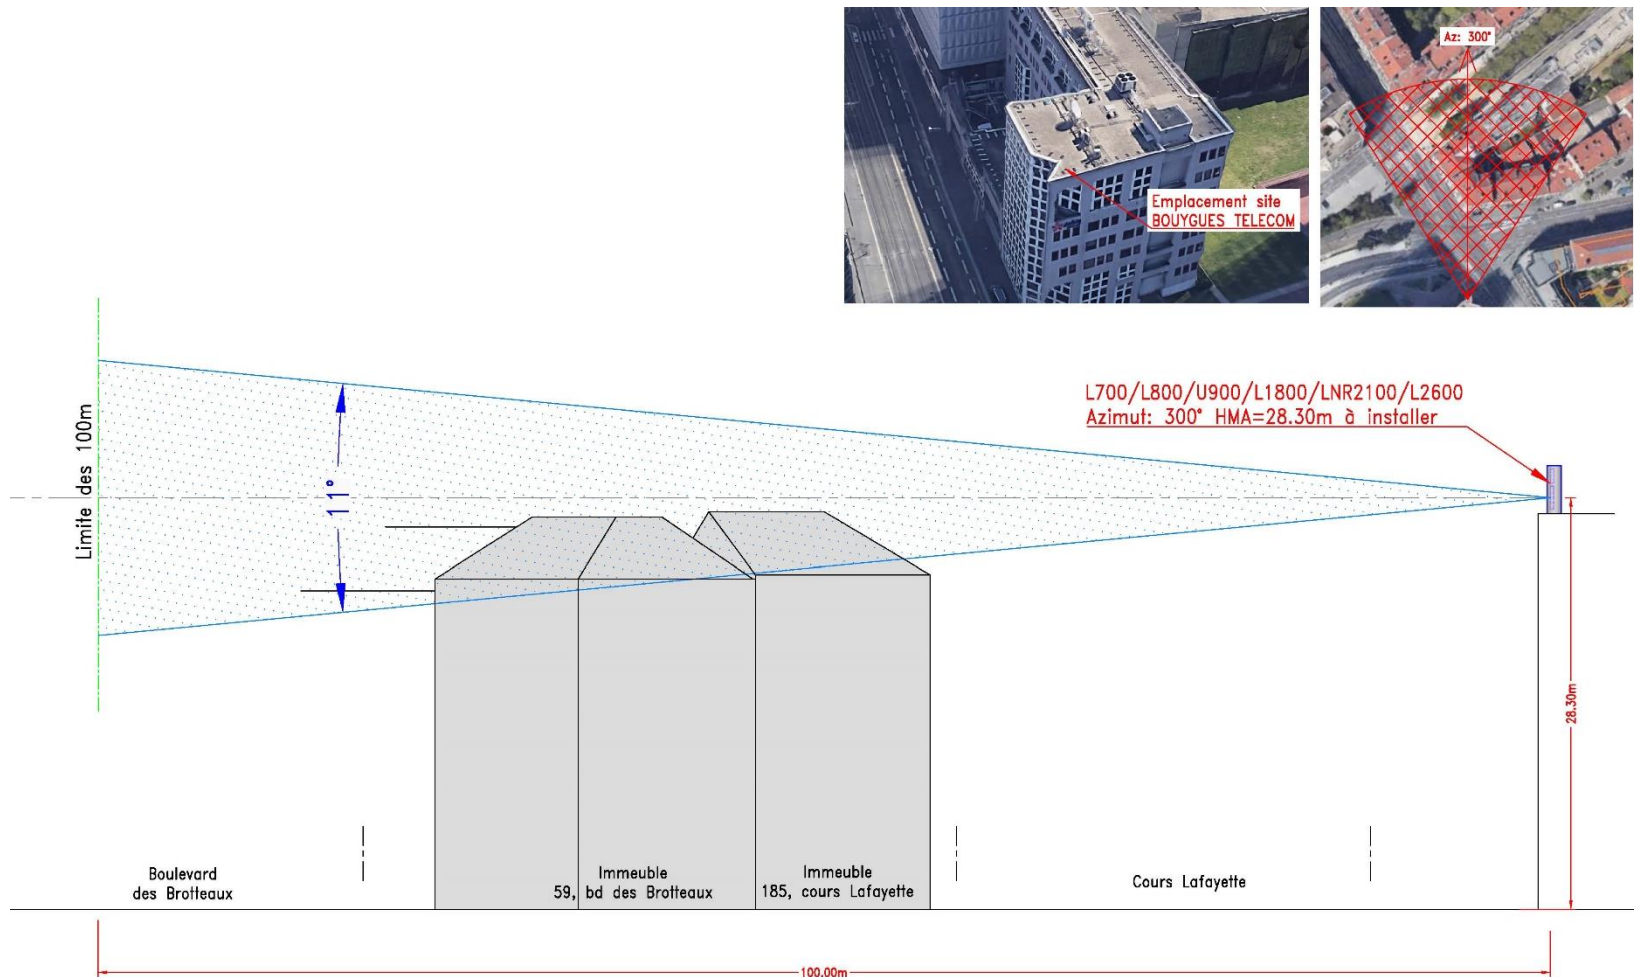 Az: 300°
Emplacement site
BOUYGUES TELECOM
L700/L800/U900/L1800/LNR2100/L2600
Azimut: 300° HMA=28.30m à installer
Limite des 100m
11°
28.30m
Boulevard
des Brotteaux
Immeuble
59, bd des Brotteaux
Immeuble
185, cours Lafayette
Cours Lafayette
100.00m